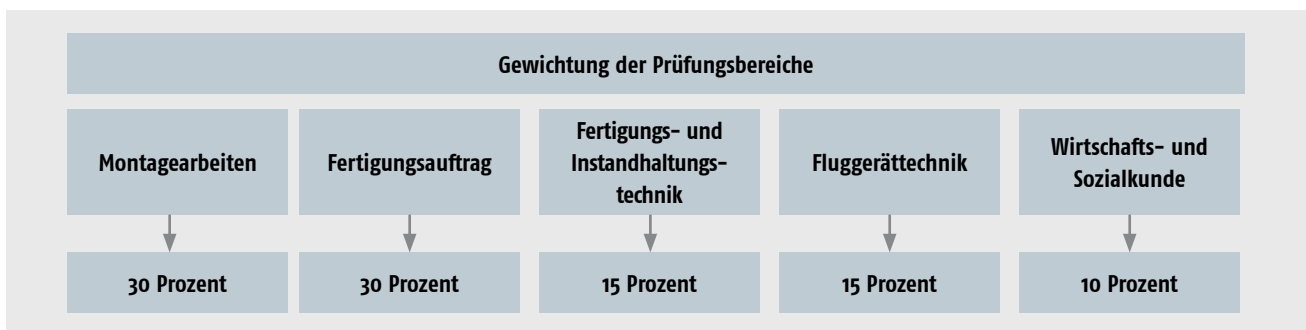 Gewichtung der Prüfungsbereiche
Montagearbeiten
Fertigungsauftrag
Fertigungs- und
Instandhaltungs-
technik
Fluggerättechnik
Wirtschafts- und
Sozialkunde
30 Prozent
30 Prozent
15 Prozent
15 Prozent
10 Prozent